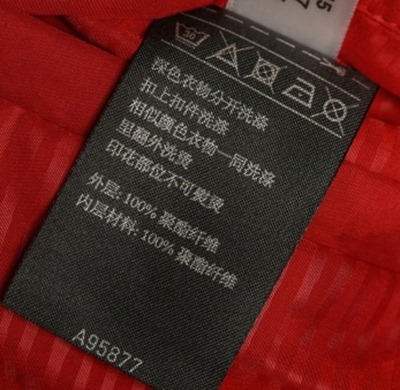 30
深色衣物分开洗涤
扣上扣件洗涤
相似颜色衣物一同洗涤
里翻外洗烫
印花部位不可熨烫
外层: 100% 聚酯纤维
内层材料: 100% 聚酯纤维
A95877